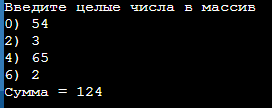 Введите целые числа в массив
0) 54
2) 3
4) 65
6) 2
Сумма = 124